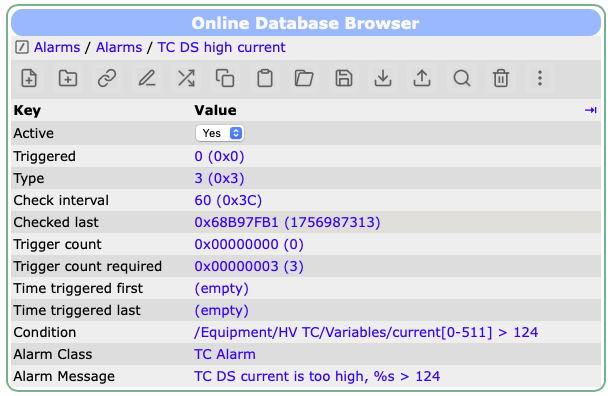 Online Database Browser
/ Alarms / Alarms / TC DS high current
Key Value
Active Yes
Triggered 0 (0x0)
Type 3 (0x3)
Check interval 60 (0x3C)
Checked last 0x68B97FB1 (1756987313)
Trigger count 0x00000000 (0)
Trigger count required 0x00000003 (3)
Time triggered first (empty)
Time triggered last (empty)
Condition /Equipment/HV TC/Variables/current[0-511] > 124
Alarm Class TC Alarm
Alarm Message TC DS current is too high, %s > 124